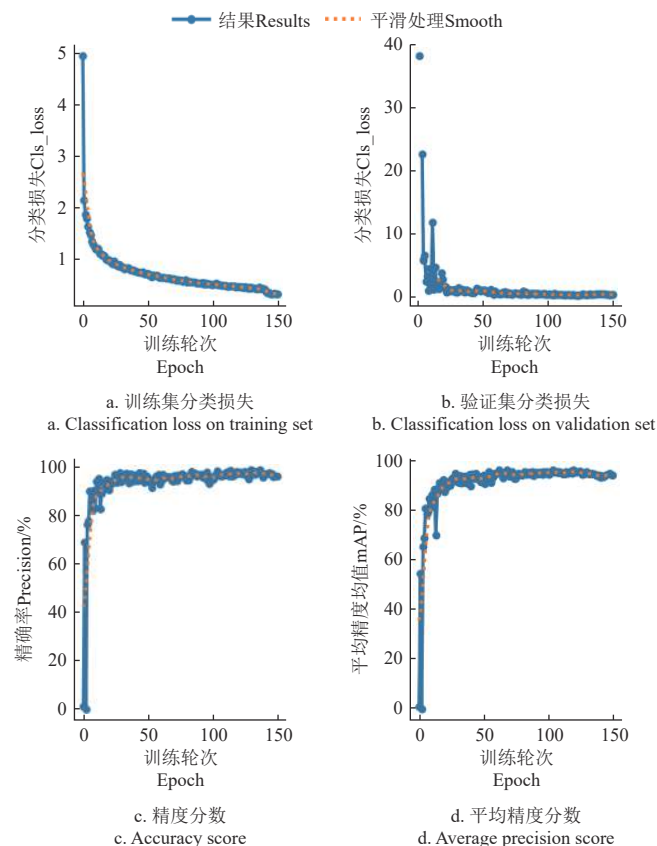 结果Results 平滑处理Smooth
5
4
3
2
1
分类损失Cls_loss
0 50 100 150
训练轮次
Epoch
a. 训练集分类损失
a. Classification loss on training set
40
30
20
10
0
分类损失Cls_loss
0 50 100 150
训练轮次
Epoch
b. 验证集分类损失
b. Classification loss on validation set
100
80
60
40
20
0
精确率Precision/%
0 50 100 150
训练轮次
Epoch
c. 精度分数
c. Accuracy score
100
80
60
40
20
0
平均精度均值mAP/%
0 50 100 150
训练轮次
Epoch
d. 平均精度分数
d. Average precision score